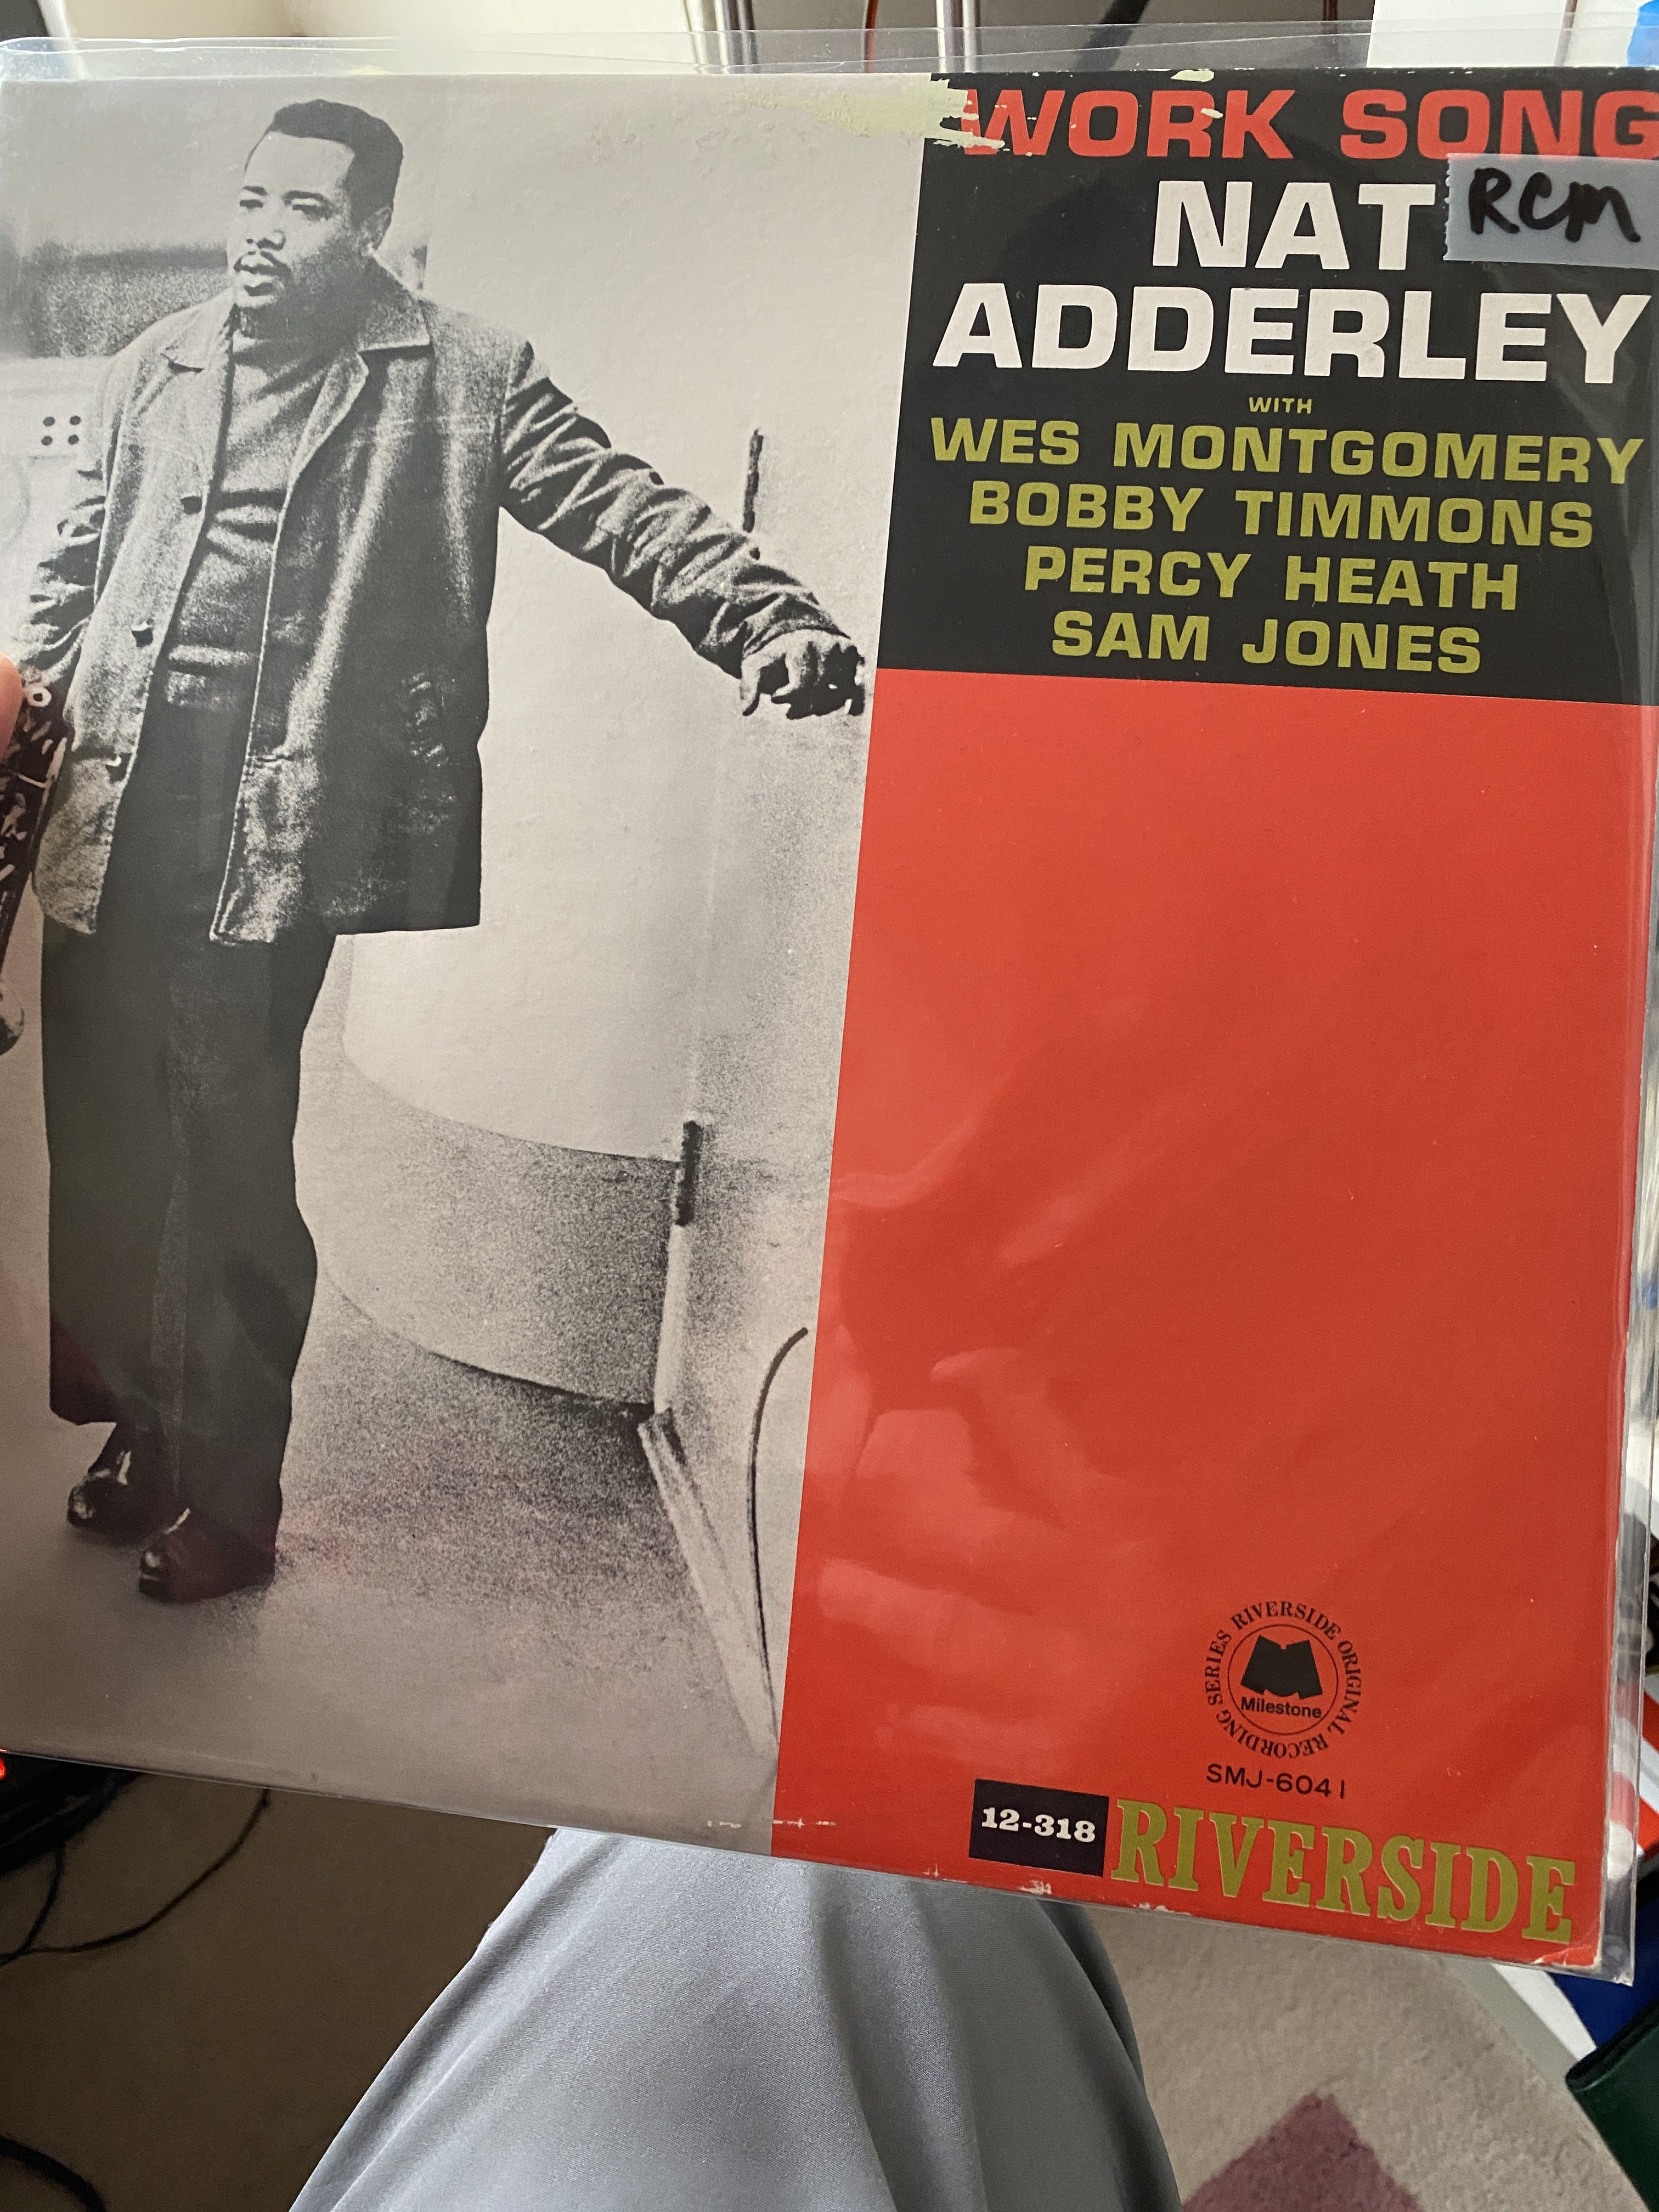 WORK SONG
NAT
RCM
ADDERLEY
WITH
WES MONTGOMERY
BOBBY TIMMONS
PERCY HEATH
SAM JONES
RIVERSIDE ORIGINAL RECORDING SERIES
Milestone
SMJ-6041
12-318 RIVERSIDE